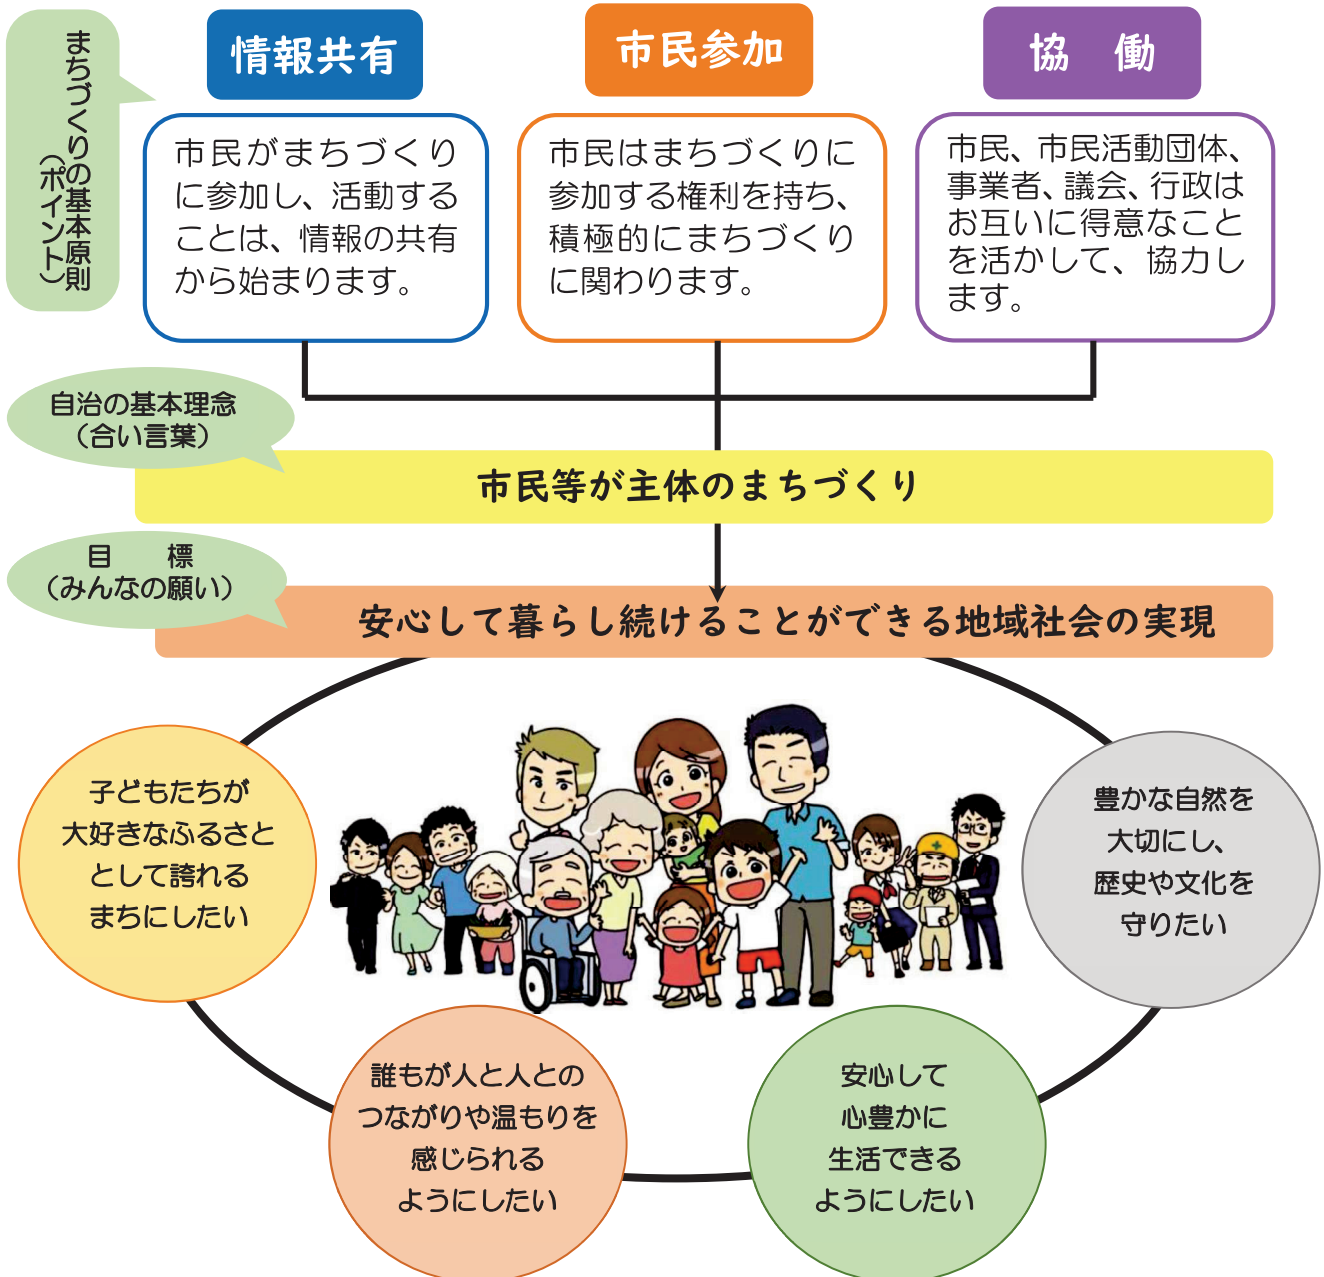 まちづくりの基本原則
（ポイント）
情報共有
市民がまちづくり
に参加し、活動する
ことは、情報の共有
から始まります。
市民参加
市民はまちづくりに
参加する権利を持ち、
積極的にまちづくり
に関わります。
協　働
市民、市民活動団体、
事業者、議会、行政は
お互いに得意なこと
を活かして、協力し
ます。
自治の基本理念
（合い言葉）
市民等が主体のまちづくり
目　　標
（みんなの願い）
安心して暮らし続けることができる地域社会の実現
子どもたちが
大好きなふるさと
として誇れる
まちにしたい
誰もが人と人との
つながりや温もりを
感じられる
ようにしたい
安心して
心豊かに
生活できる
ようにしたい
豊かな自然を
大切にし、
歴史や文化を
守りたい